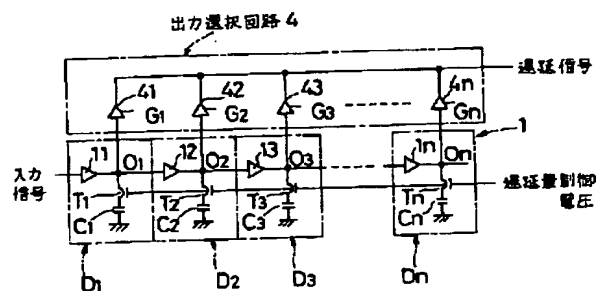 出力選択回路4
遅延信号
41 42 43 4n
G1 G2 G3 Gn
1
11 O1 12 O2 13 O3 1n On
入力
信号
T1 T2 T3 Tn
遅延量制御
電圧
C1 C2 C3 Cn
D1 D2 D3 Dn